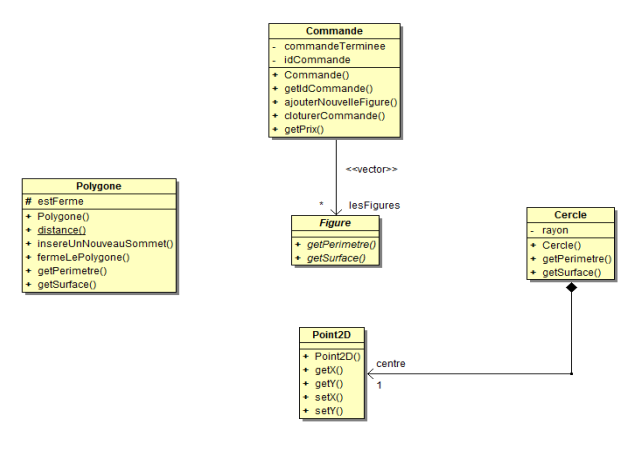 Commande
- commandeTerminee
- idCommande
+ Commande()
+ getIdCommande()
+ ajouterNouvelleFigure()
+ cloturerCommande()
+ getPrix()
<<vector>>
* lesFigures
Polygone
# estFerme
+ Polygone()
+ distance()
+ insereUnNouveauSommet()
+ fermeLePolygone()
+ getPerimetre()
+ getSurface()
Figure
+ getPerimetre()
+ getSurface()
Cercle
- rayon
+ Cercle()
+ getPerimetre()
+ getSurface()
Point2D
+ Point2D()
+ getX()
+ getY()
+ setX()
+ setY()
centre
1